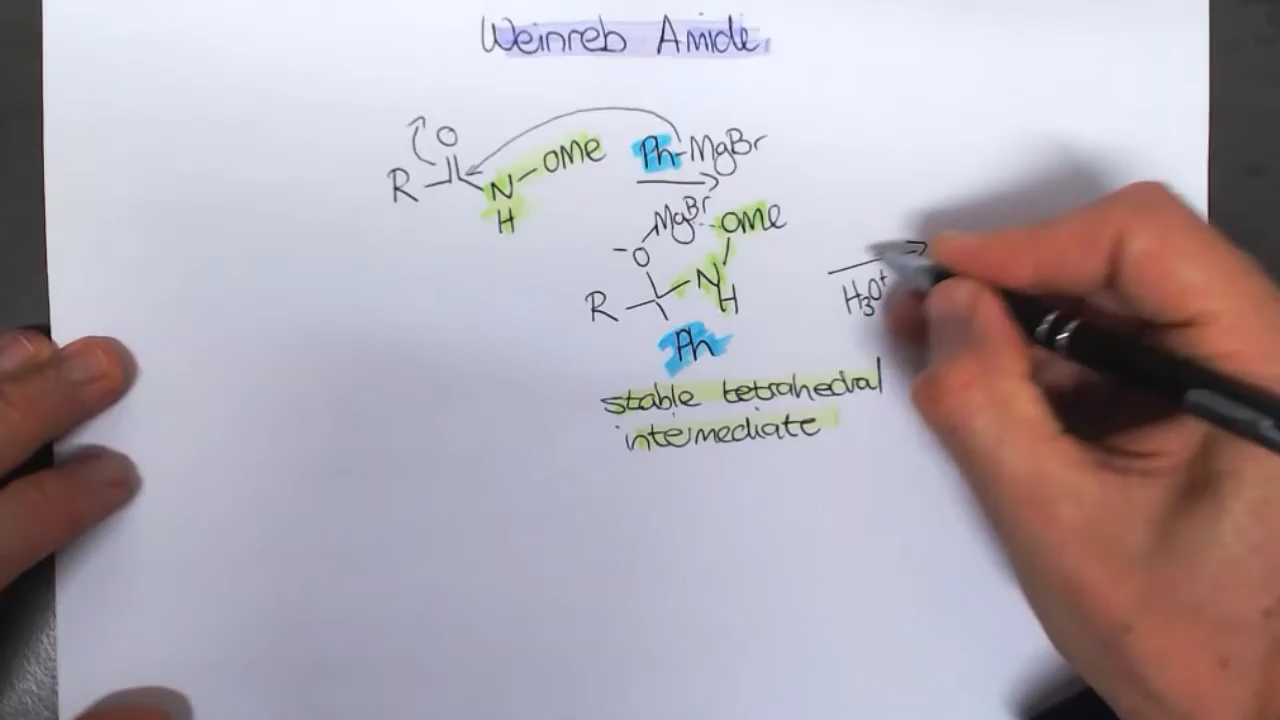 Weinreb Amide
O
R N OMe
H
Ph-MgBr
MgBr OMe
-O
R N
H
Ph
H3O+
stable tetrahedral
intermediate